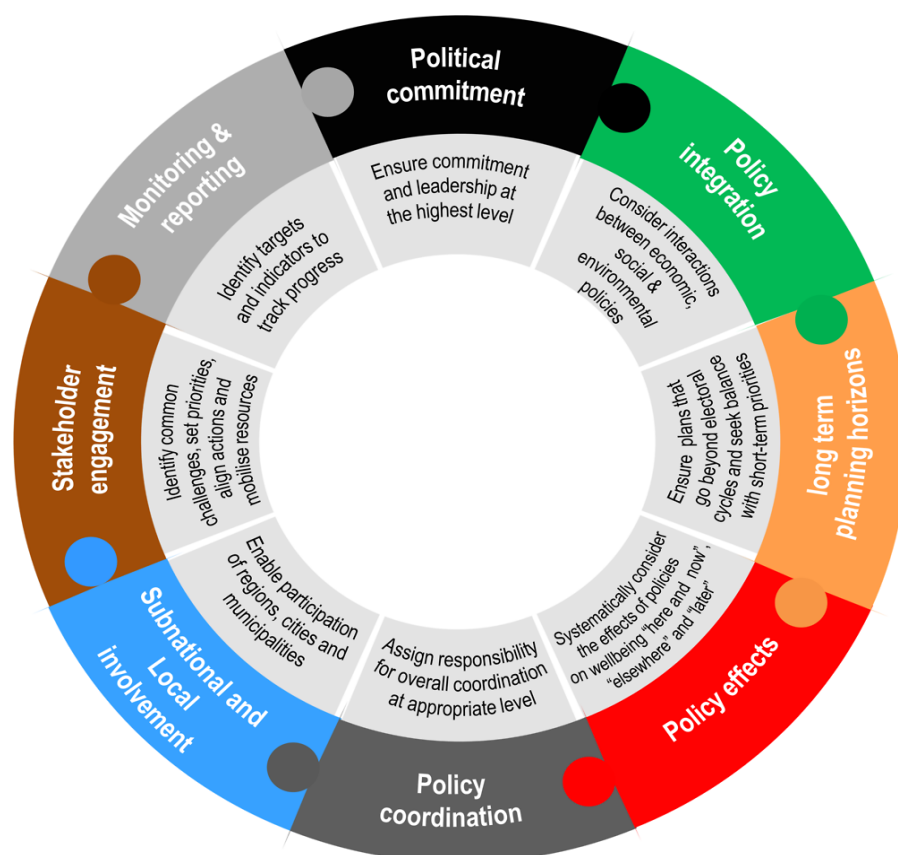 Political
commitment
Ensure commitment
and leadership at
the highest level
Policy
integration
Consider interactions
between economic,
social &
environmental
policies
long term
planning horizons
Ensure plans that
go beyond electoral
cycles and seek balance
with short-term priorities
Policy effects
Systematically consider
the effects of policies
on wellbeing "here and now",
"elsewhere" and "later"
Policy
coordination
Assign responsibility
for overall coordination
at appropriate level
Subnational and
Local
involvement
Enable participation
of regions, cities and
municipalities
Stakeholder
engagement
Identify common
challenges, set priorities,
align actions and
mobilise resources
Monitoring &
reporting
Identify targets
and indicators to
track progress